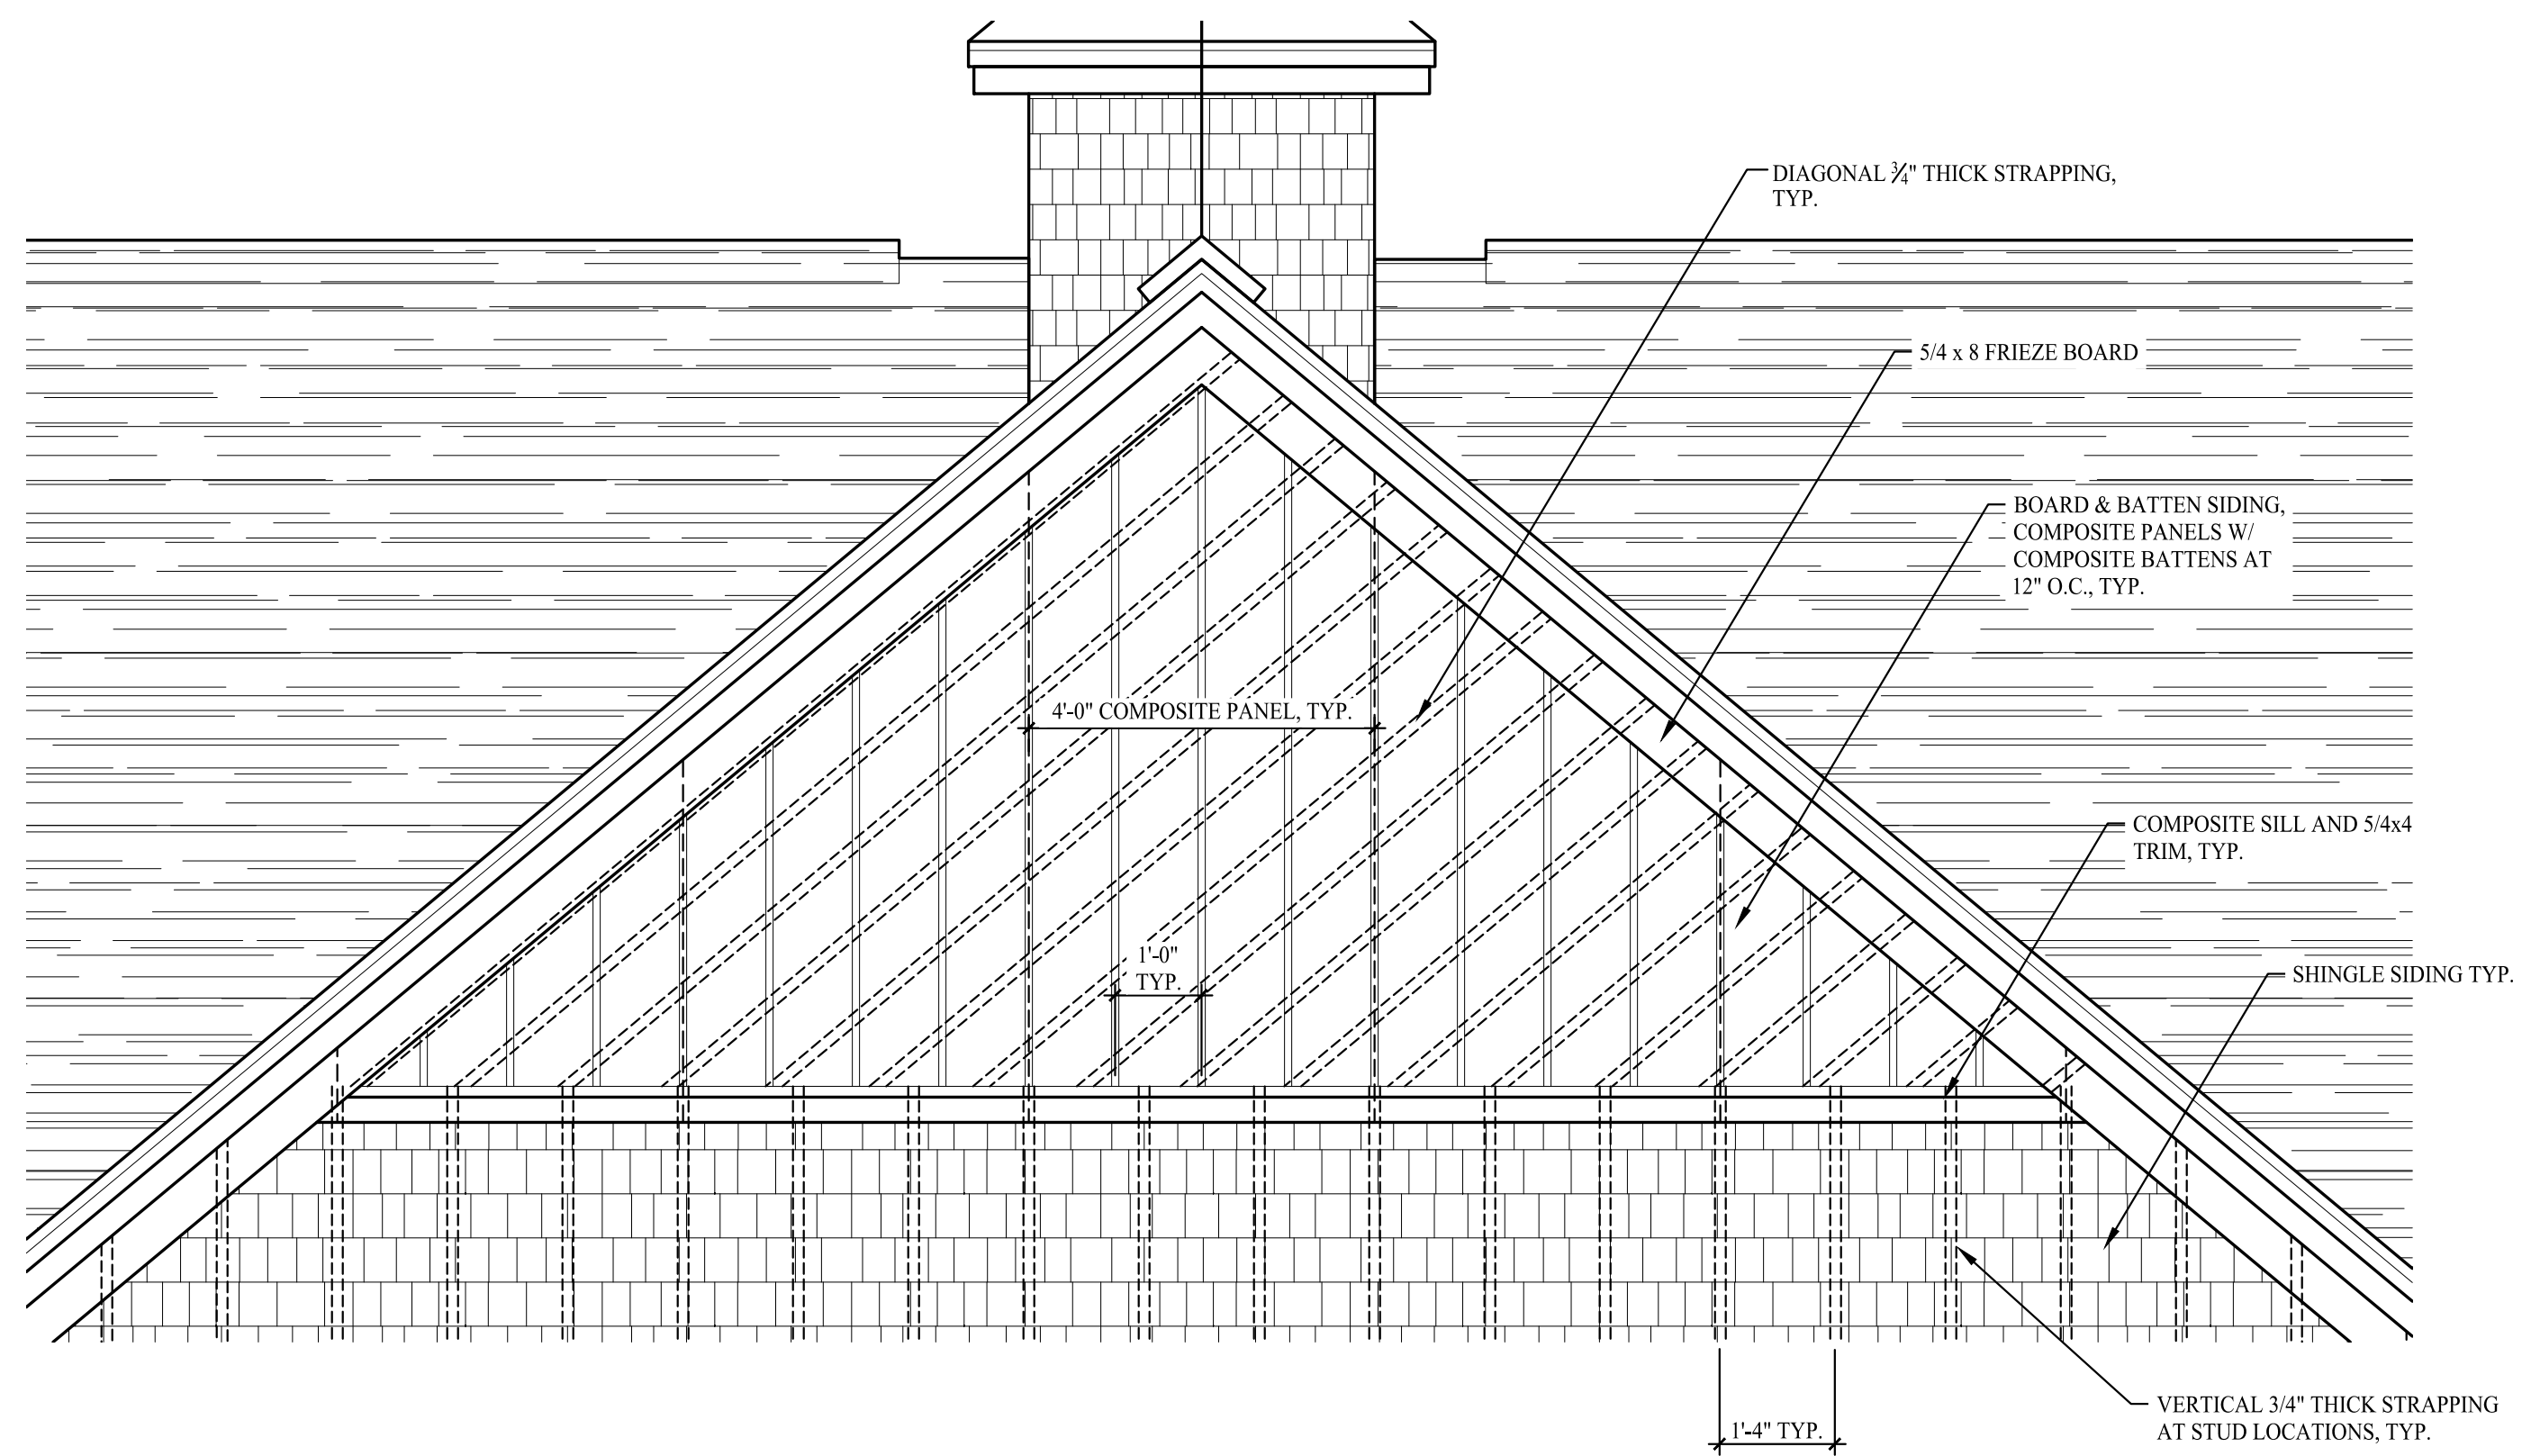 DIAGONAL ¾" THICK STRAPPING,
TYP.
5/4 x 8 FRIEZE BOARD
BOARD & BATTEN SIDING,
COMPOSITE PANELS W/
COMPOSITE BATTENS AT
12" O.C., TYP.
4'-0" COMPOSITE PANEL, TYP.
COMPOSITE SILL AND 5/4x4
TRIM, TYP.
1'-0"
TYP.
SHINGLE SIDING TYP.
VERTICAL 3/4" THICK STRAPPING
AT STUD LOCATIONS, TYP.
1'-4" TYP.